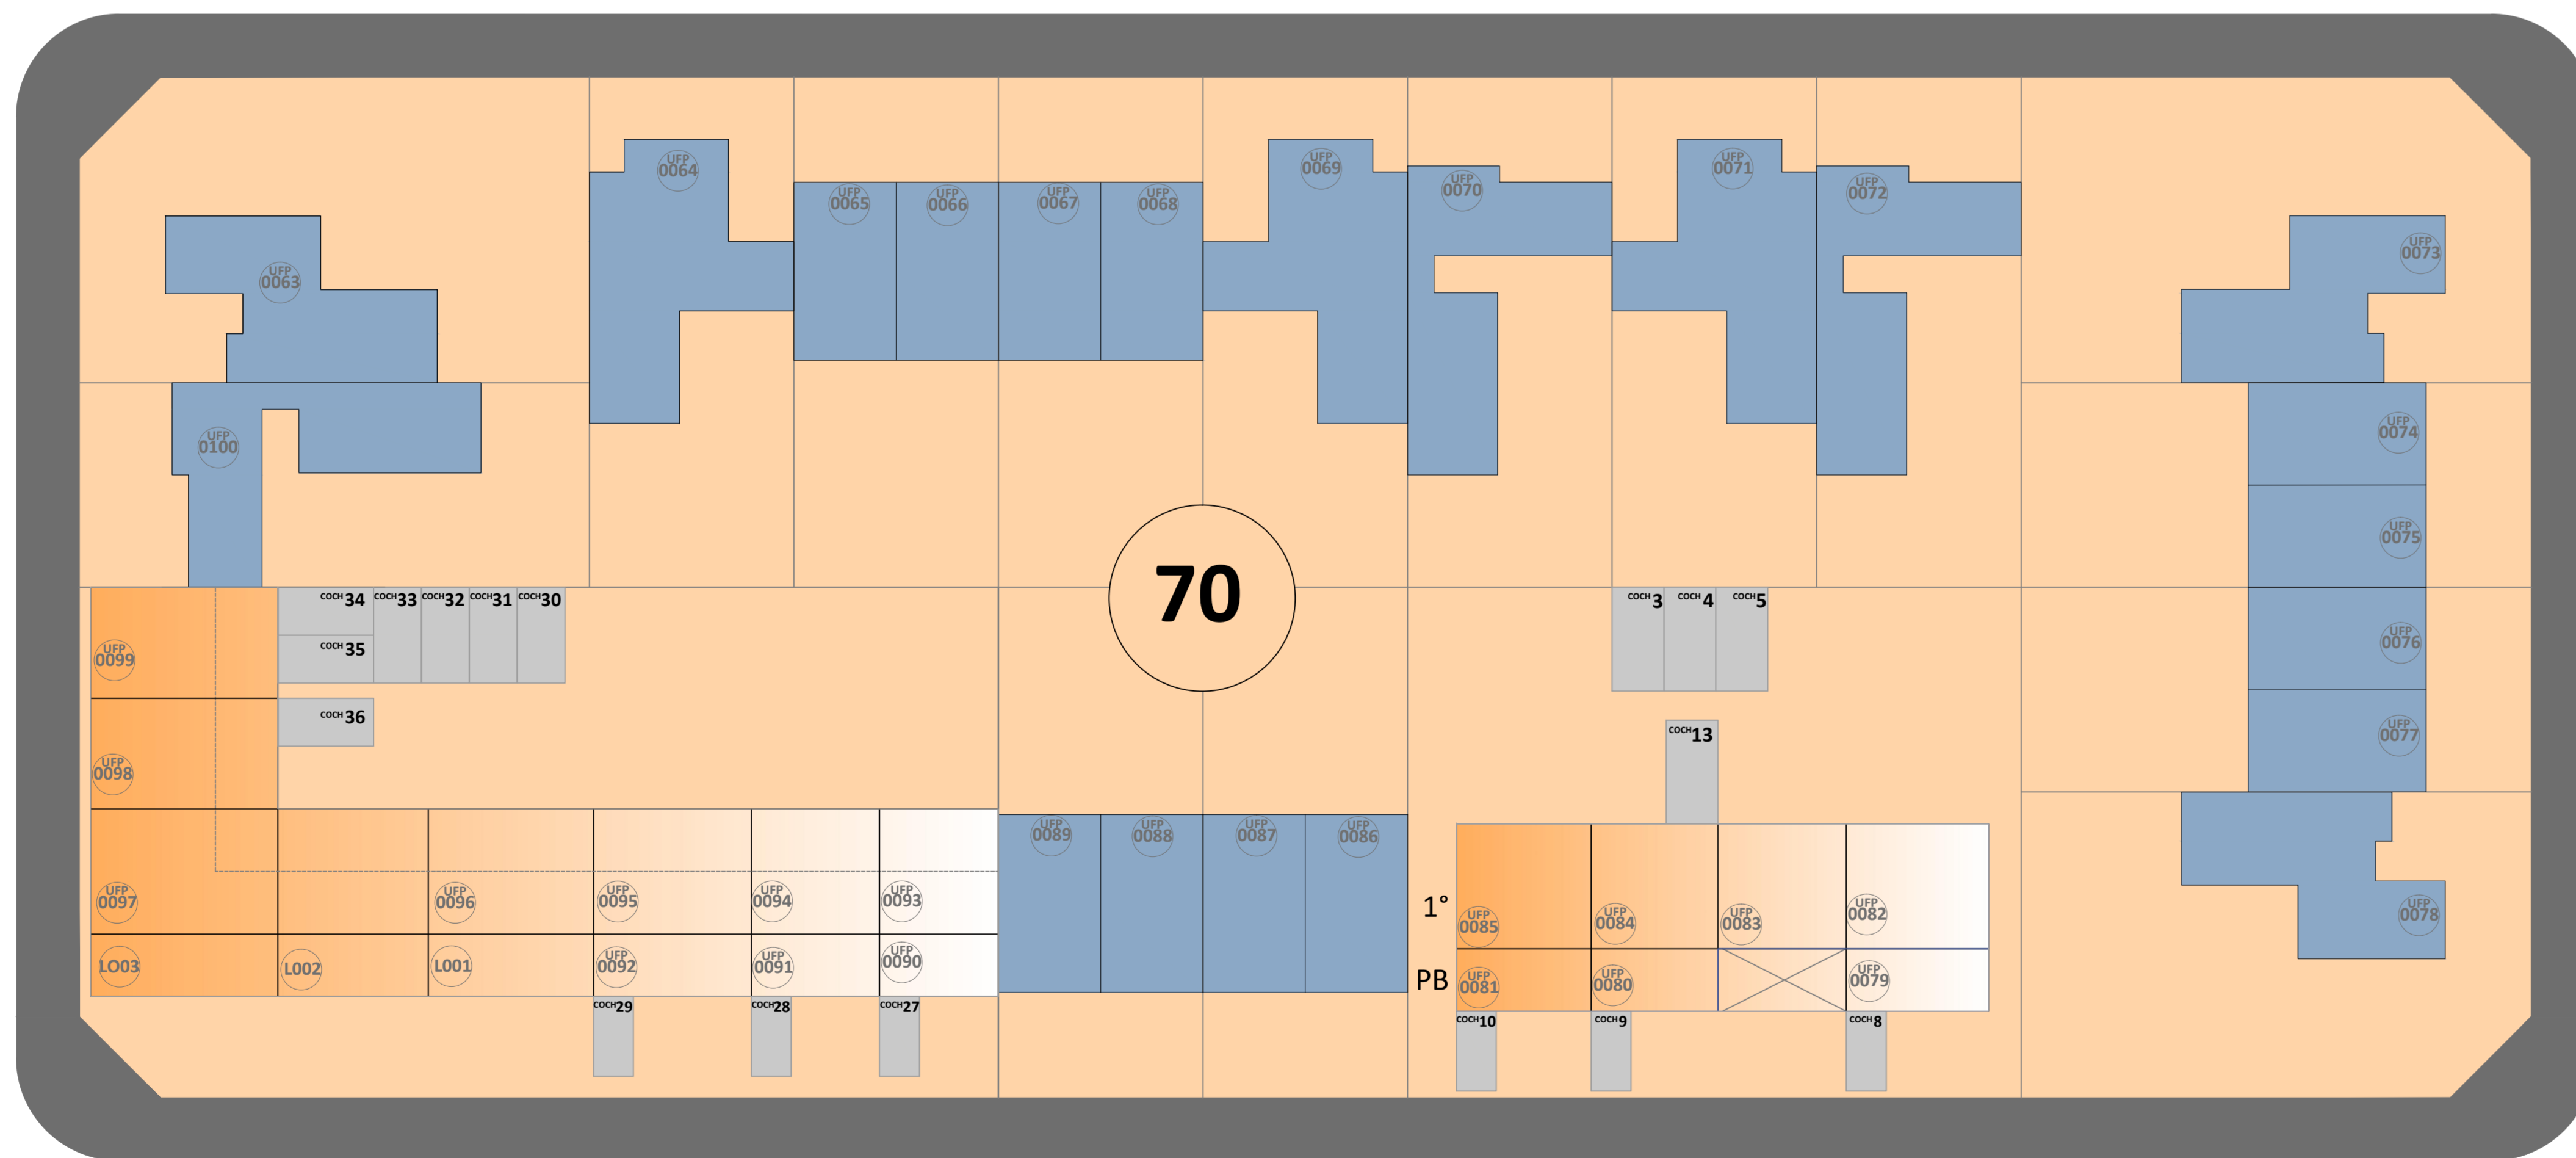 UFP
0064
UFP
0065
UFP
0066
UFP
0067
UFP
0068
UFP
0069
UFP
0070
UFP
0071
UFP
0072
UFP
0073
UFP
0063
UFP
0100
UFP
0074
UFP
0075
70
COCH 34
COCH 33
COCH 32
COCH 31
COCH 30
COCH 35
COCH 36
COCH 3
COCH 4
COCH 5
COCH 13
UFP
0099
UFP
0098
UFP
0076
UFP
0077
UFP
0097
UFP
0096
UFP
0095
UFP
0094
UFP
0093
UFP
0089
UFP
0088
UFP
0087
UFP
0086
1°
UFP
0085
UFP
0084
UFP
0083
UFP
0082
UFP
0078
LO03
L002
L001
UFP
0092
UFP
0091
UFP
0090
PB
UFP
0081
UFP
0080
UFP
0079
COCH 29
COCH 28
COCH 27
COCH 10
COCH 9
COCH 8